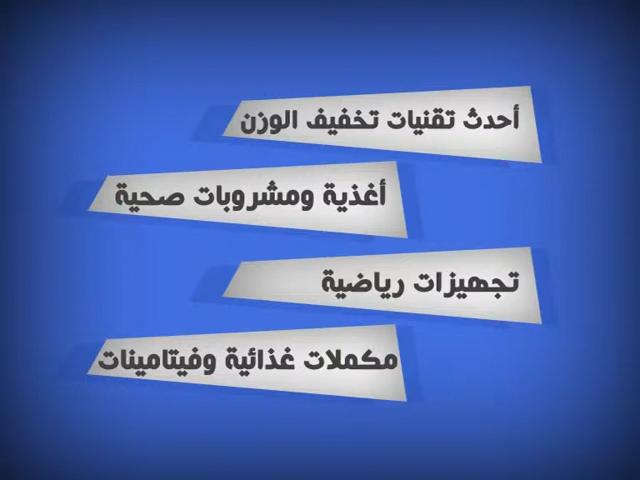 أحدث تقنيات تخفيف الوزن
أغذية ومشروبات صحية
تجهيزات رياضية
مكملات غذائية وفيتامينات